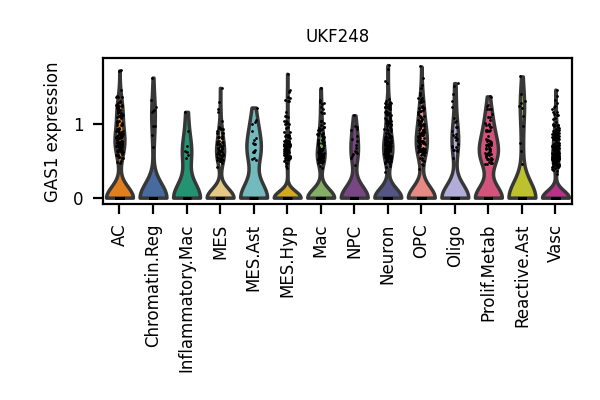 UKF248
GAS1 expression
1
0
AC
Chromatin.Reg
Inflammatory.Mac
MES
MES.Ast
MES.Hyp
Mac
NPC
Neuron
OPC
Oligo
Prolif.Metab
Reactive.Ast
Vasc